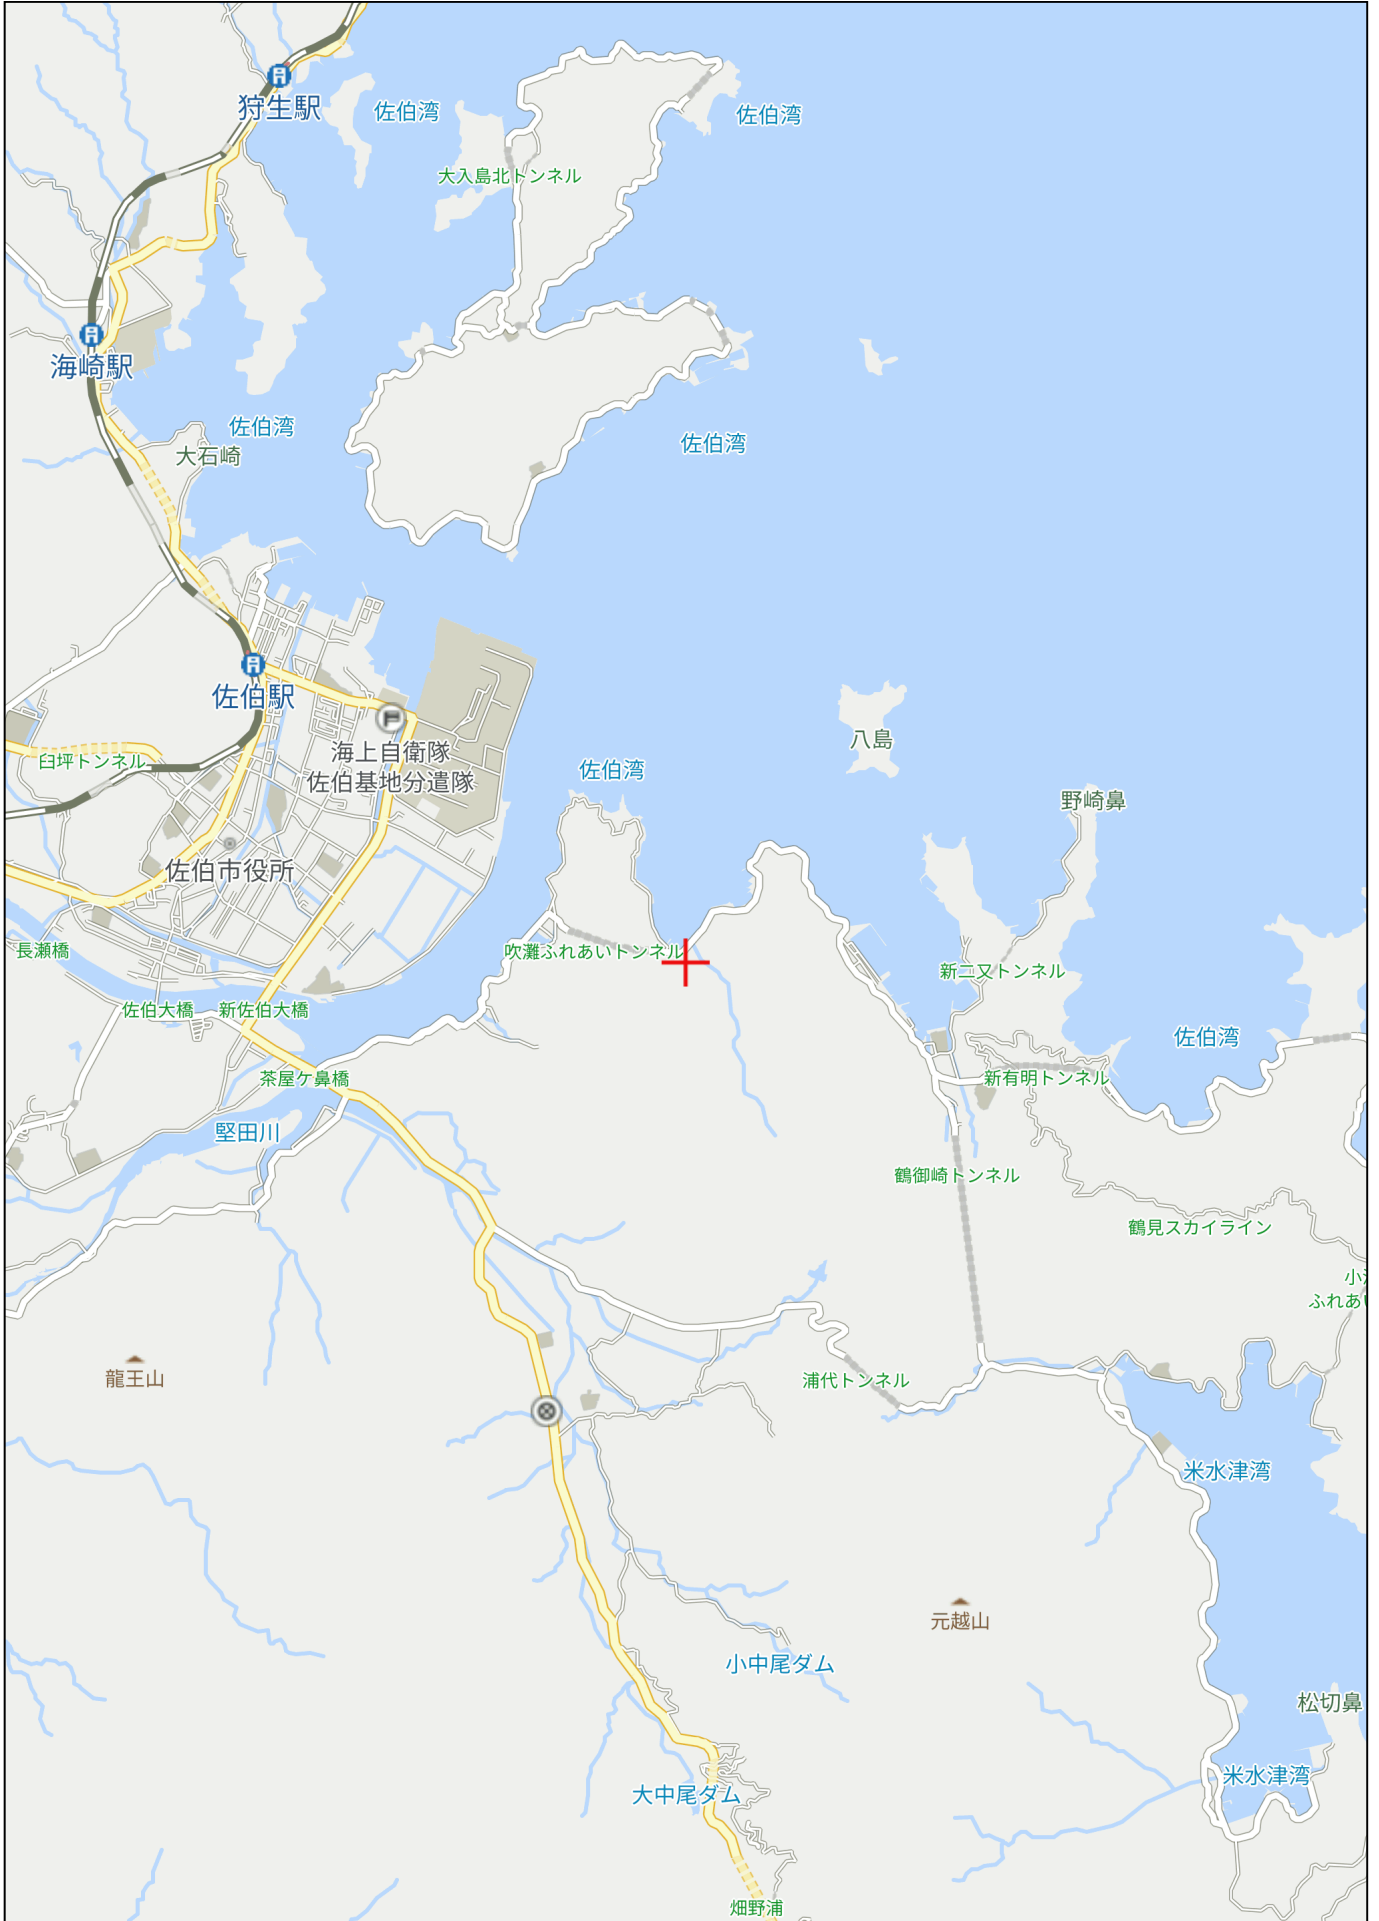 狩生駅
佐伯湾
佐伯湾
大入島北トンネル
海崎駅
佐伯湾
大石崎
佐伯湾
佐伯駅
海上自衛隊
佐伯基地分遣隊
臼坪トンネル
佐伯湾
八島
野崎鼻
佐伯市役所
長瀬橋
吹灘ふれあいトンネル
新二又トンネル
佐伯大橋
新佐伯大橋
佐伯湾
茶屋ケ鼻橋
新有明トンネル
堅田川
鶴御崎トンネル
鶴見スカイライン
小
ふれあい
龍王山
浦代トンネル
米水津湾
元越山
小中尾ダム
松切鼻
米水津湾
大中尾ダム
畑野浦